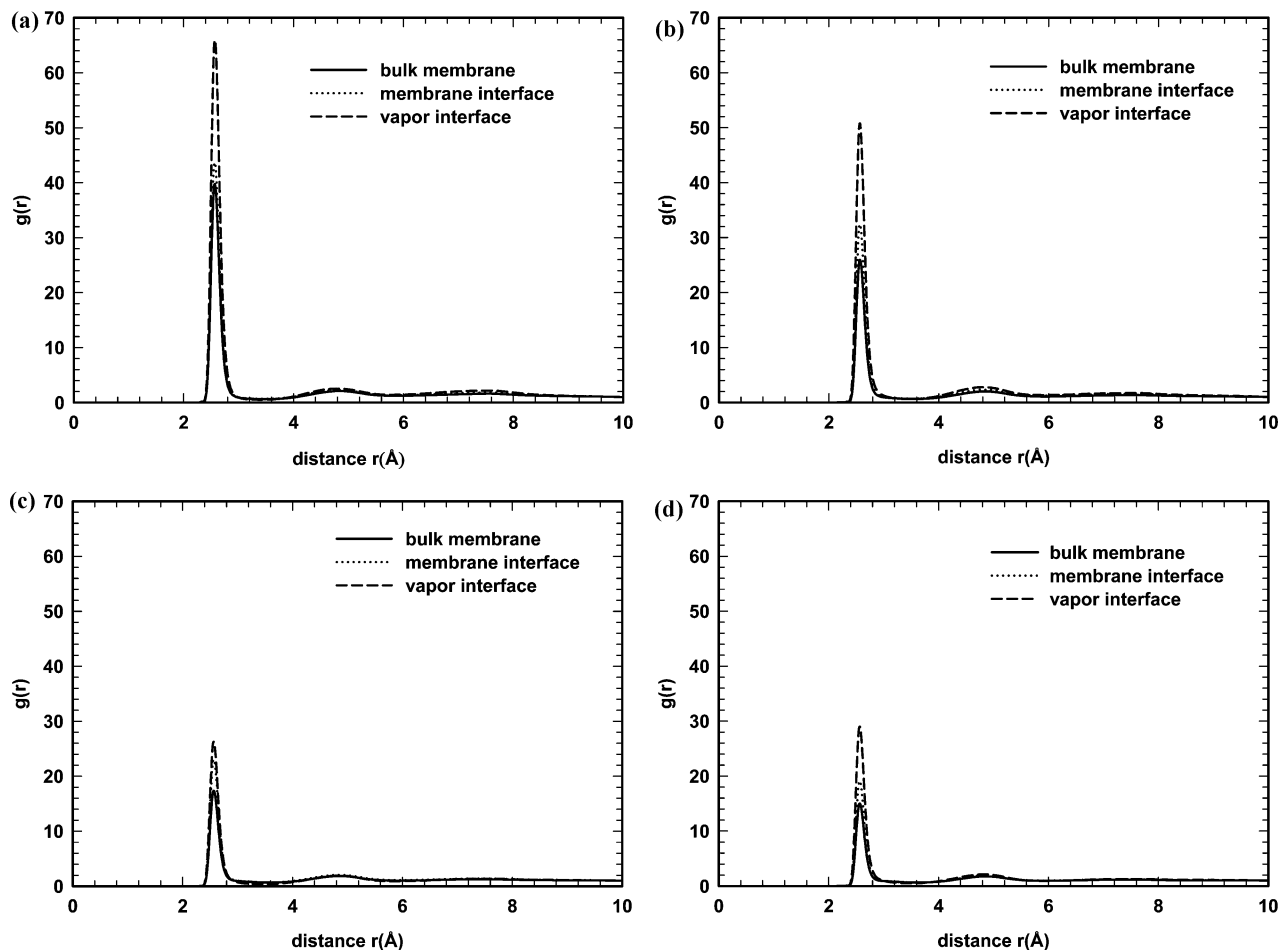 (a)
70
60
50
40
30
20
10
0
g(r)
bulk membrane
membrane interface
vapor interface
0 2 4 6 8 10
distance r(Å)
(b)
70
60
50
40
30
20
10
0
g(r)
bulk membrane
membrane interface
vapor interface
0 2 4 6 8 10
distance r(Å)
(c)
70
60
50
40
30
20
10
0
g(r)
bulk membrane
membrane interface
vapor interface
0 2 4 6 8 10
distance r(Å)
(d)
70
60
50
40
30
20
10
0
g(r)
bulk membrane
membrane interface
vapor interface
0 2 4 6 8 10
distance r(Å)